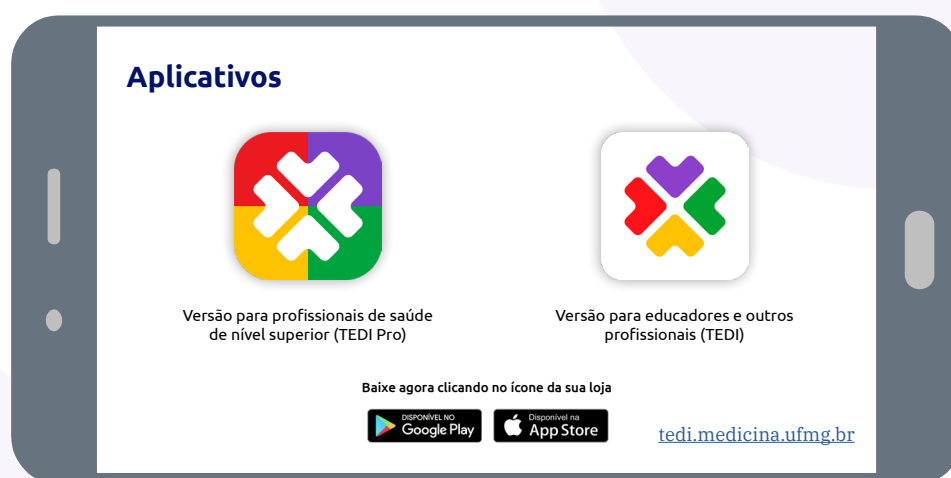 Aplicativos
Versão para profissionais de saúde
de nível superior (TEDI Pro)
Versão para educadores e outros
profissionais (TEDI)
Baixe agora clicando no ícone da sua loja
DISPONÍVEL NO
Google Play
Disponível na
App Store
tedi.medicina.ufmg.br